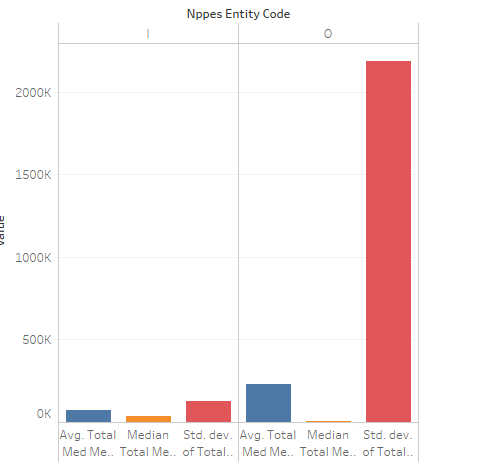 Nppes Entity Code
I O
2000K
1500K
1000K
500K
0K
Value
Avg. Total Median Std. dev. Avg. Total Median Std. dev.
Med Me.. Total Me.. of Total.. Med Me.. Total Me.. of Total..